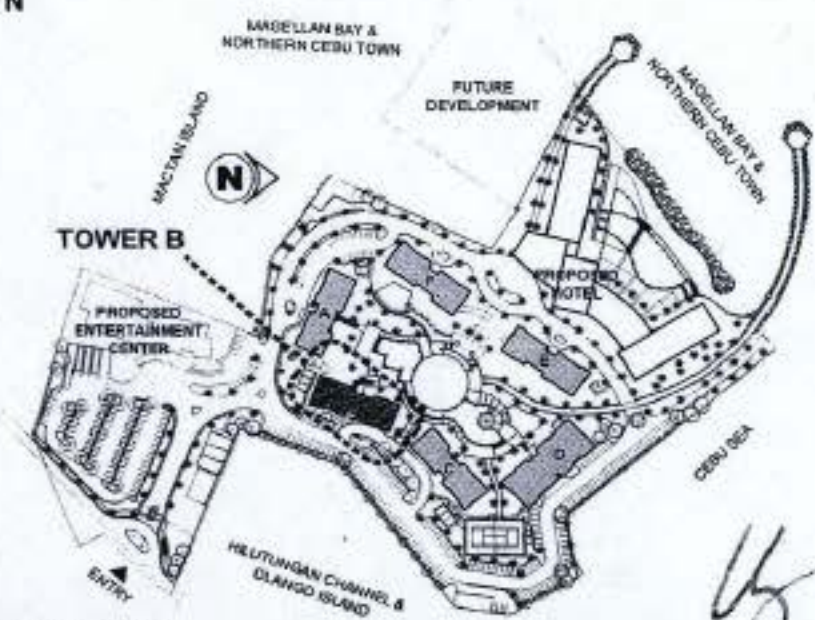 N
MAGELLAN BAY &
NORTHERN CEBU TOWN
FUTURE
DEVELOPMENT
MAGELLAN BAY &
NORTHERN CEBU TOWN
MACTAN ISLAND
N
TOWER B
PROPOSED
HOTEL
PROPOSED
ENTERTAINMENT
CENTER
A
E
C
D
CEBU SEA
HILUTUNGAN CHANNEL &
OLANGO ISLAND
ENTRY